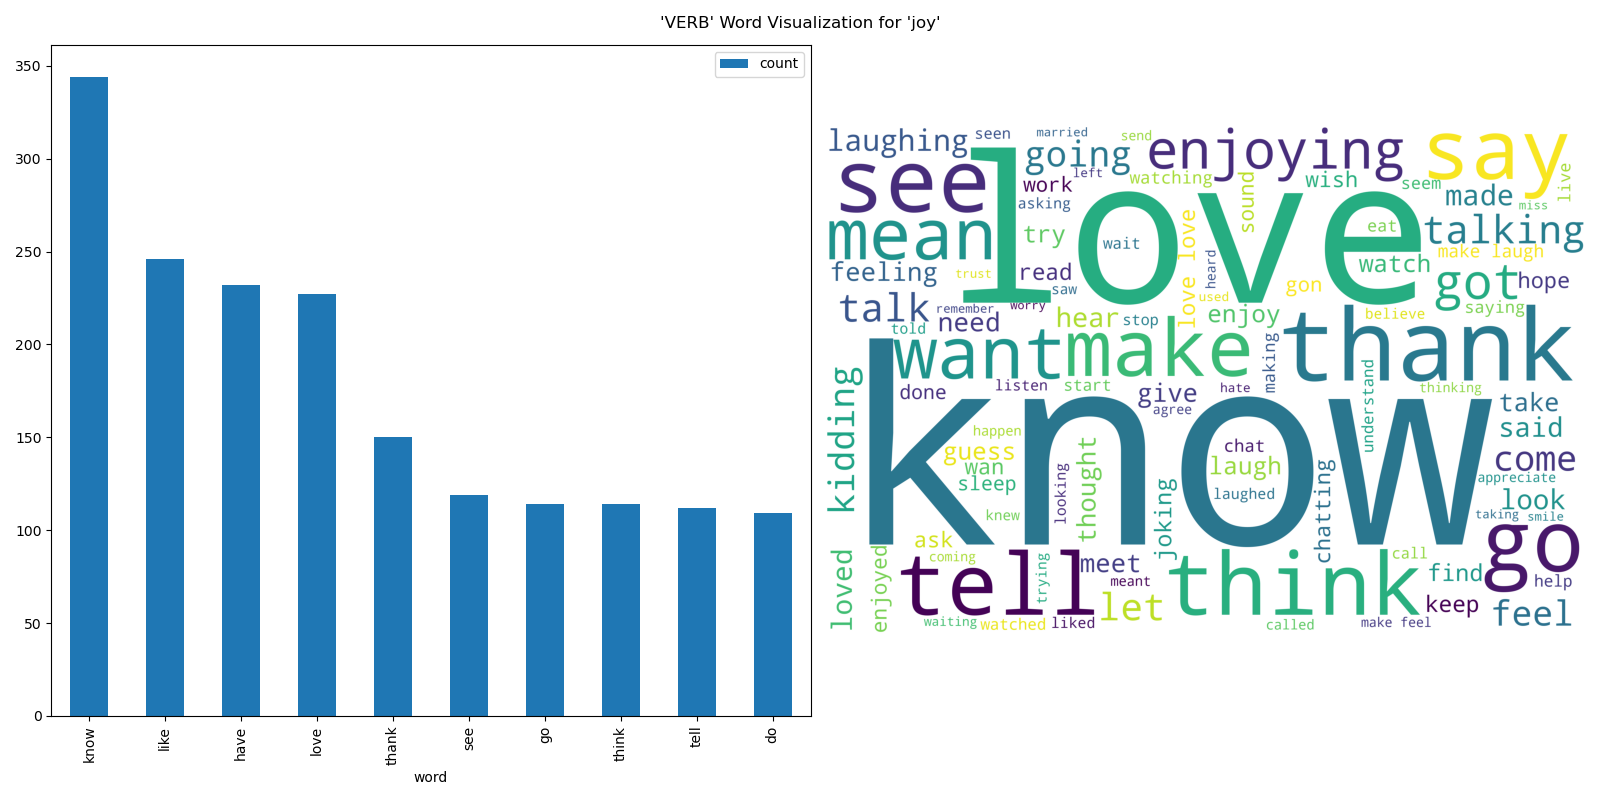 'VERB' Word Visualization for 'joy'
count
350
300
250
200
150
100
50
0
know
like
have
love
thank
see
go
think
tell
do
word
laughing
seen
married
send
going
enjoying
say
see
love
left
work
watching
sound
wish
seem
made
live
miss
asking
mean
try
wait
love love
eat
talking
heard
watch
make laugh
feeling
trust
read
saw
used
gon
got
hope
talk
remember
worry
told
need
hear
stop
enjoy
believe
saying
want
make
making
thank
kidding
know
done
listen
start
give
agree
hate
understand
thinking
take
said
happen
guess
wan
sleep
looking
thought
chat
laugh
laughed
come
appreciate
look
knew
joking
chatting
taking
smile
go
ask
coming
loved
enjoyed
tell
trying
meet
meant
let
think
call
find
help
keep
feel
waiting
watched
liked
called
make feel